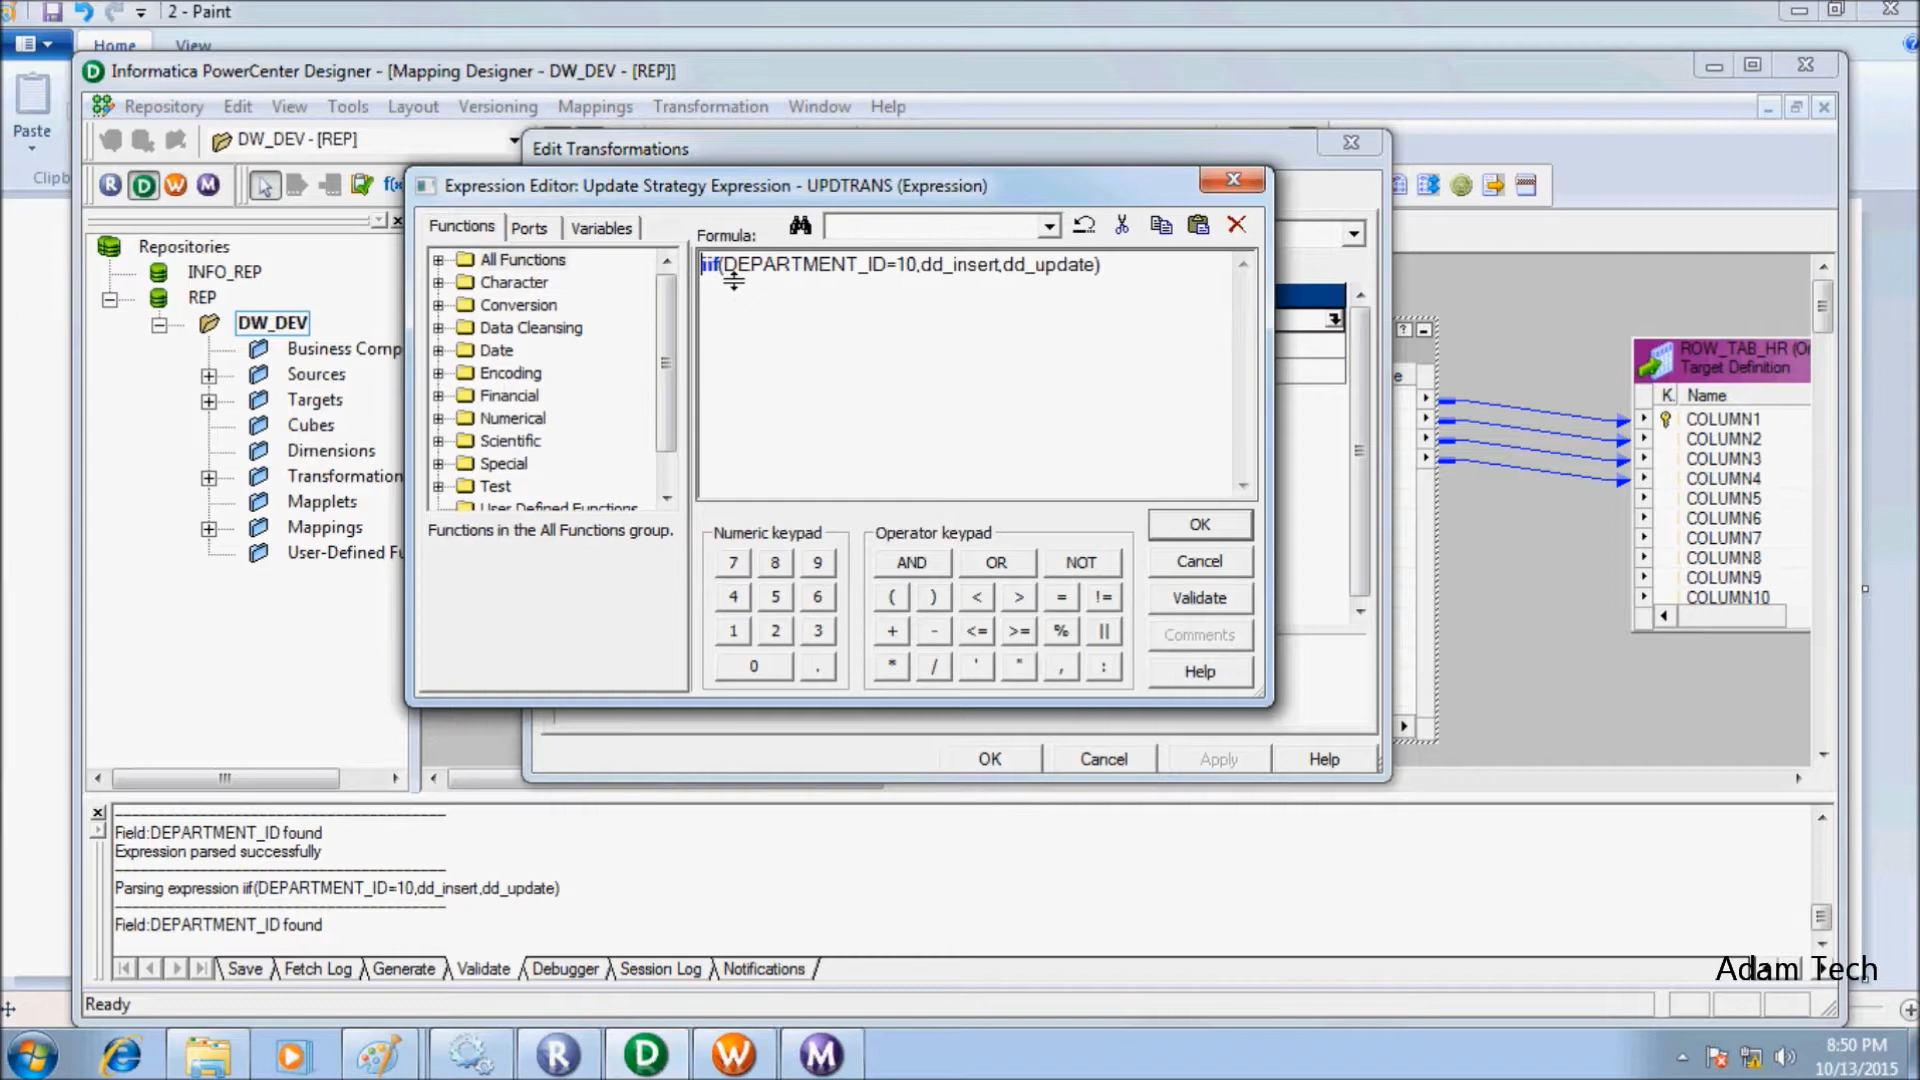 2 - Paint
Home
View
Paste
Clipb
Informatica PowerCenter Designer - [Mapping Designer - DW_DEV - [REP]]
Repository Edit View Tools Layout Versioning Mappings Transformation Window Help
DW_DEV - [REP]
R D W M
f(x)
Edit Transformations
Expression Editor: Update Strategy Expression - UPDTRANS (Expression)
Functions Ports Variables
Formula:
iif(DEPARTMENT_ID=10,dd_insert,dd_update)
All Functions
Character
Conversion
Data Cleansing
Date
Encoding
Financial
Numerical
Scientific
Special
Test
User Defined Functions
Functions in the All Functions group.
Numeric keypad
7 8 9
4 5 6
1 2 3
0 .
Operator keypad
AND OR NOT
( ) < > = !=
+ - <= >= % ||
* / ' " , :
OK
Cancel
Validate
Comments
Help
OK Cancel Apply Help
Repositories
INFO_REP
REP
DW_DEV
Business Comp
Sources
Targets
Cubes
Dimensions
Transformation
Mapplets
Mappings
User-Defined Fu
e
ROW_TAB_HR (Or
Target Definition
K. Name
COLUMN1
COLUMN2
COLUMN3
COLUMN4
COLUMN5
COLUMN6
COLUMN7
COLUMN8
COLUMN9
COLUMN10
Field:DEPARTMENT_ID found
Expression parsed successfully
Parsing expression iif(DEPARTMENT_ID=10,dd_insert,dd_update)
Field:DEPARTMENT_ID found
Save Fetch Log Generate Validate Debugger Session Log Notifications
Adam Tech
Ready
R D W M
8:50 PM
10/13/2015